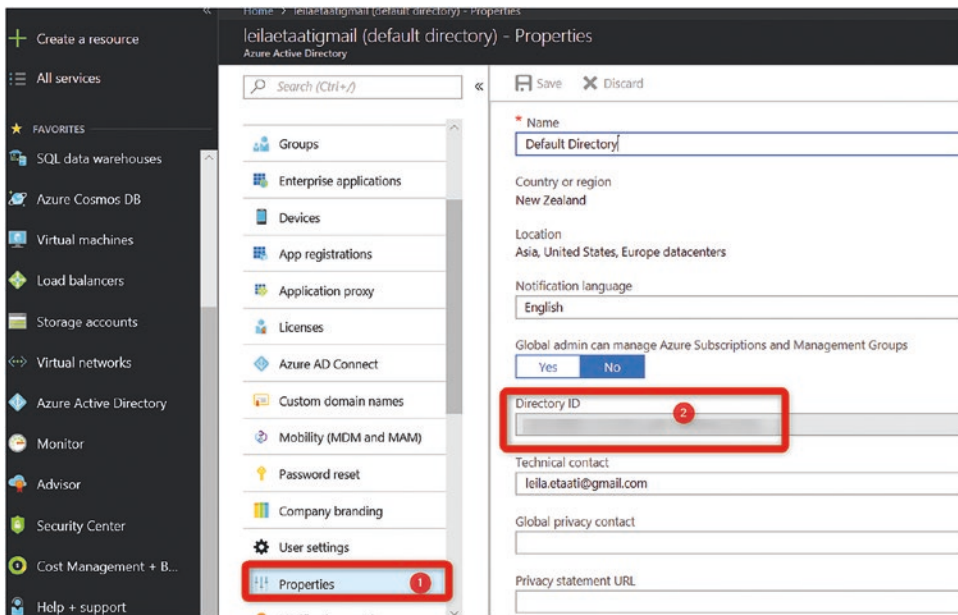 Home > leilaetaatigmail (default directory) - Properties
leilaetaatigmail (default directory) - Properties
Azure Active Directory
Create a resource
All services
FAVORITES
SQL data warehouses
Azure Cosmos DB
Virtual machines
Load balancers
Storage accounts
Virtual networks
Azure Active Directory
Monitor
Advisor
Security Center
Cost Management + B...
Help + support
Search (Ctrl+/)
Groups
Enterprise applications
Devices
App registrations
Application proxy
Licenses
Azure AD Connect
Custom domain names
Mobility (MDM and MAM)
Password reset
Company branding
User settings
Properties 1
Save Discard
* Name
Default Directory
Country or region
New Zealand
Location
Asia, United States, Europe datacenters
Notification language
English
Global admin can manage Azure Subscriptions and Management Groups
Yes No
Directory ID
2
Technical contact
leila.etaati@gmail.com
Global privacy contact
Privacy statement URL